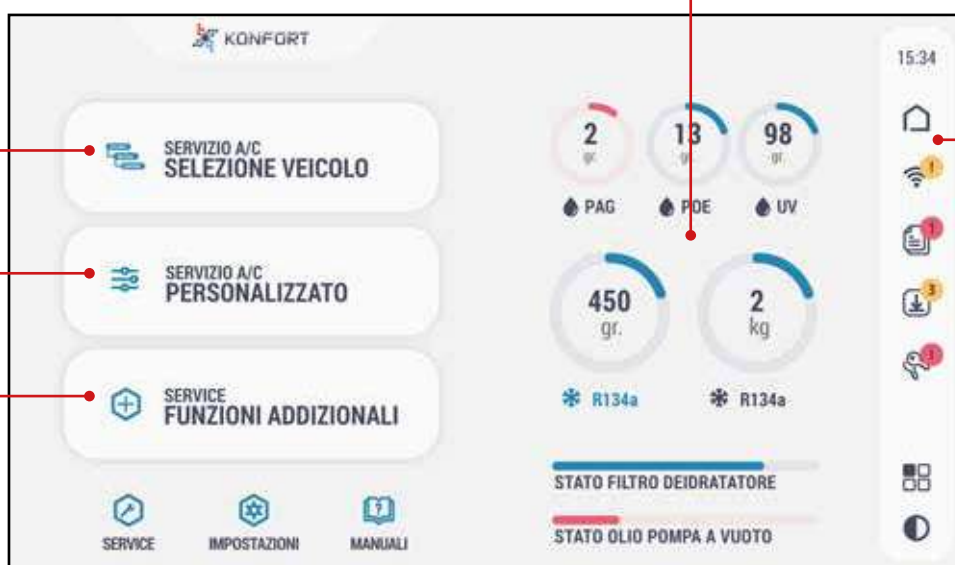 KONFORT
15:34
SERVIZIO A/C
SELEZIONE VEICOLO
SERVIZIO A/C
PERSONALIZZATO
SERVICE
FUNZIONI ADDIZIONALI
SERVICE
IMPOSTAZIONI
MANUALI
2
gr.
PAG
13
gr.
POE
98
gr.
UV
450
gr.
R134a
2
kg
R134a
STATO FILTRO DEIDRATATORE
STATO OLIO POMPA A VUOTO
1
1
3